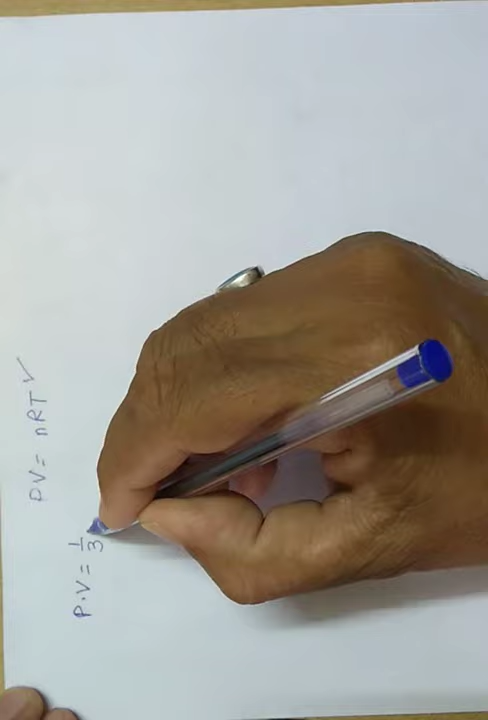 PV = nRT ✓
P.V = 1/3